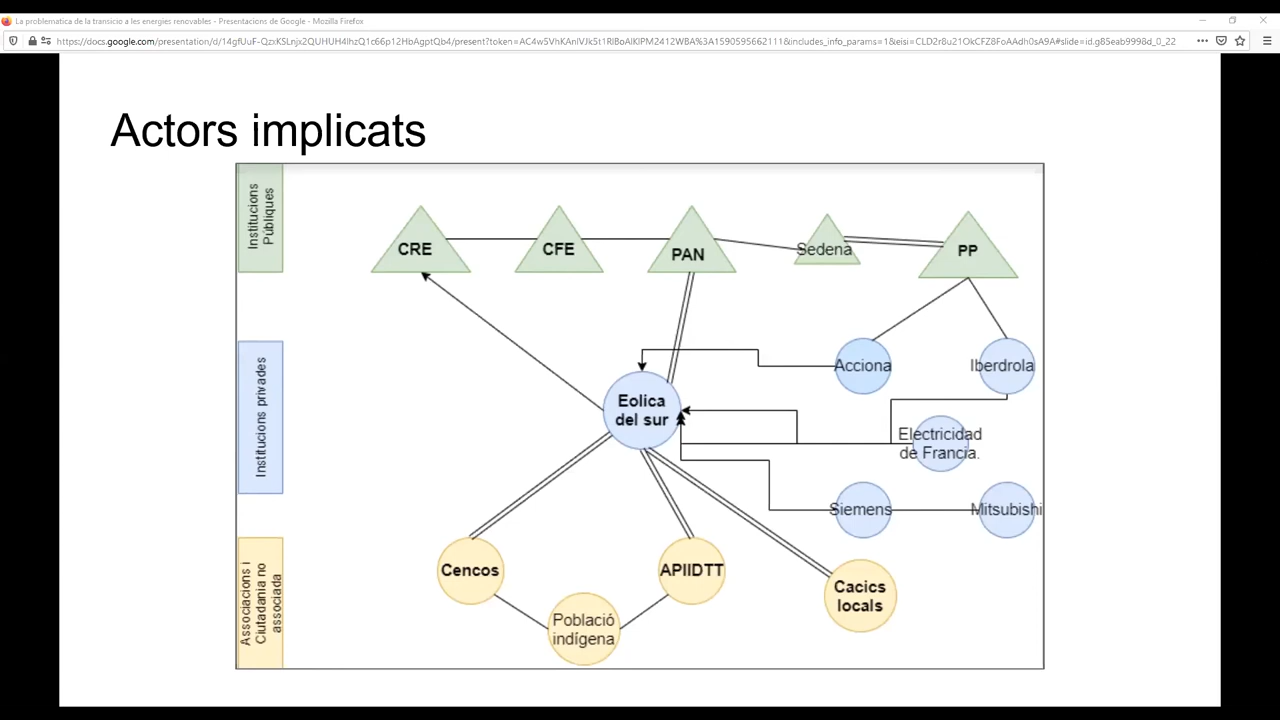 La problematica de la transicio a les energies renovables - Presentacions de Google - Mozilla Firefox
Actors implicats
Institucions
Públiques
CRE
CFE
PAN
Sedena
PP
Institucions privades
Acciona
Iberdrola
Eolica
del sur
Electricidad
de Francia.
Siemens
Mitsubishi
Associacions i
Ciutadania no
associada
Cencos
APIIDTT
Cacics
locals
Població
indígena